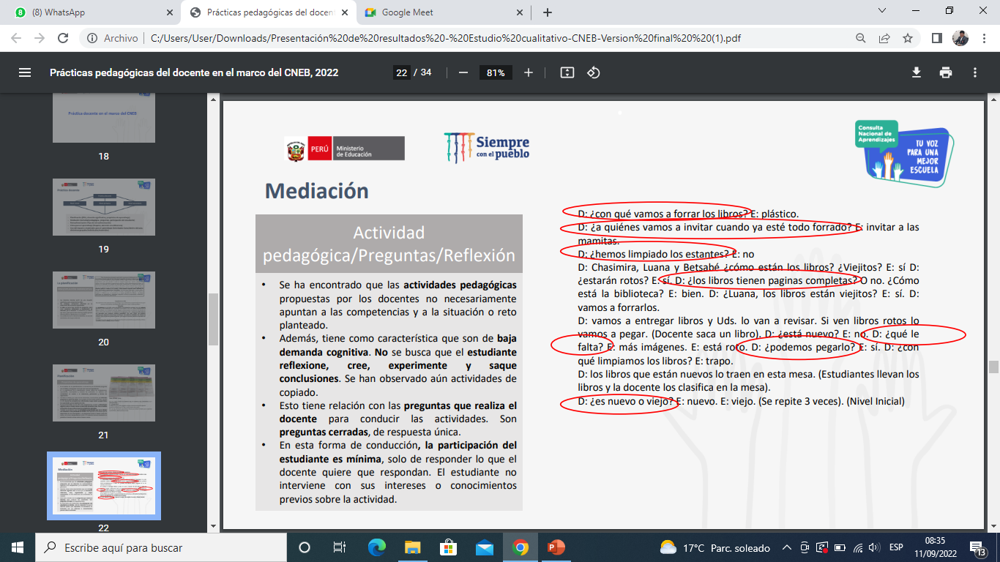 (8) WhatsApp
Prácticas pedagógicas del docent
Google Meet
Archivo
C:/Users/User/Downloads/Presentación%20de%20resultados%20-%20Estudio%20cualitativo-CNEB-Version%20final%20%20(1).pdf
Prácticas pedagógicas del docente en el marco del CNEB, 2022
22 / 34
81%
Práctica docente en el marco del CNEB
18
19
20
21
22
PERÚ
Ministerio
de Educación
Siempre
con el pueblo
Consulta
Nacional de
Aprendizajes
TU VOZ
PARA UNA
MEJOR
ESCUELA
Mediación
Actividad
pedagógica/Preguntas/Reflexión
• Se ha encontrado que las actividades pedagógicas
propuestas por los docentes no necesariamente
apuntan a las competencias y a la situación o reto
planteado.
• Además, tiene como característica que son de baja
demanda cognitiva. No se busca que el estudiante
reflexione, cree, experimente y saque
conclusiones. Se han observado aún actividades de
copiado.
• Esto tiene relación con las preguntas que realiza el
docente para conducir las actividades. Son
preguntas cerradas, de respuesta única.
• En esta forma de conducción, la participación del
estudiante es mínima, solo de responder lo que el
docente quiere que respondan. El estudiante no
interviene con sus intereses o conocimientos
previos sobre la actividad.
D: ¿con qué vamos a forrar los libros? E: plástico.
D: ¿a quiénes vamos a invitar cuando ya esté todo forrado? E: invitar a las
mamitas.
D: ¿hemos limpiado los estantes? E: no
D: Chasimira, Luana y Betsabé ¿cómo están los libros? ¿Viejitos? E: sí D:
¿estarán rotos? E: sí. D: ¿los libros tienen paginas completas? O no. ¿Cómo
está la biblioteca? E: bien. D: ¿Luana, los libros están viejitos? E: sí. D:
vamos a forrarlos.
D: vamos a entregar libros y Uds. lo van a revisar. Si ven libros rotos lo
vamos a pegar. (Docente saca un libro). D: ¿está nuevo? E: no. D: ¿qué le
falta? E: más imágenes. E: está roto. D: ¿podemos pegarlo? E: sí. D: ¿con
qué limpiamos los libros? E: trapo.
D: los libros que están nuevos lo traen en esta mesa. (Estudiantes llevan los
libros y la docente los clasifica en la mesa).
D: ¿es nuevo o viejo? E: nuevo. E: viejo. (Se repite 3 veces). (Nivel Inicial)
Escribe aquí para buscar
17°C Parc. soleado
ESP
08:35
11/09/2022
13